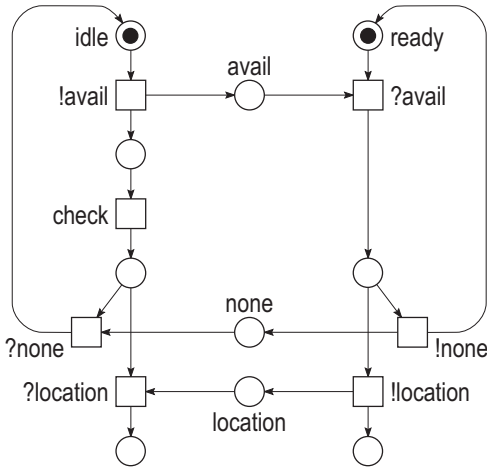 idle
ready
avail
!avail
?avail
check
none
?none
!none
?location
!location
location